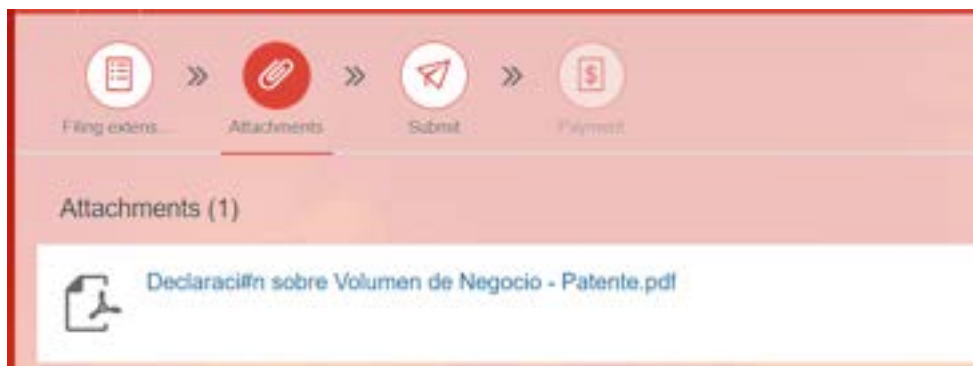 Filing extens...
Attachments
Submit
Payment
Attachments (1)
Declaraci#n sobre Volumen de Negocio - Patente.pdf